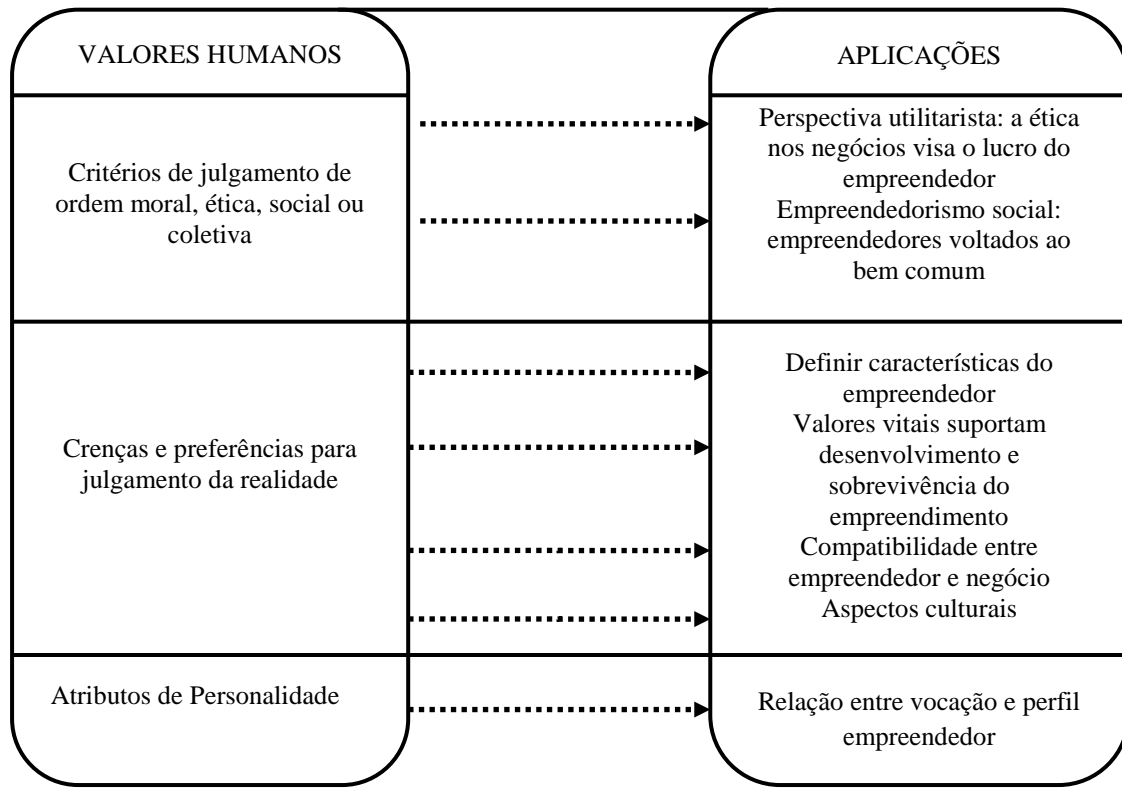 VALORES HUMANOS
APLICAÇÕES
Critérios de julgamento de
ordem moral, ética, social ou
coletiva
Perspectiva utilitarista: a ética
nos negócios visa o lucro do
empreendedor
Empreendedorismo social:
empreendedores voltados ao
bem comum
Crenças e preferências para
julgamento da realidade
Definir características do
empreendedor
Valores vitais suportam
desenvolvimento e
sobrevivência do
empreendimento
Compatibilidade entre
empreendedor e negócio
Aspectos culturais
Atributos de Personalidade
Relação entre vocação e perfil
empreendedor